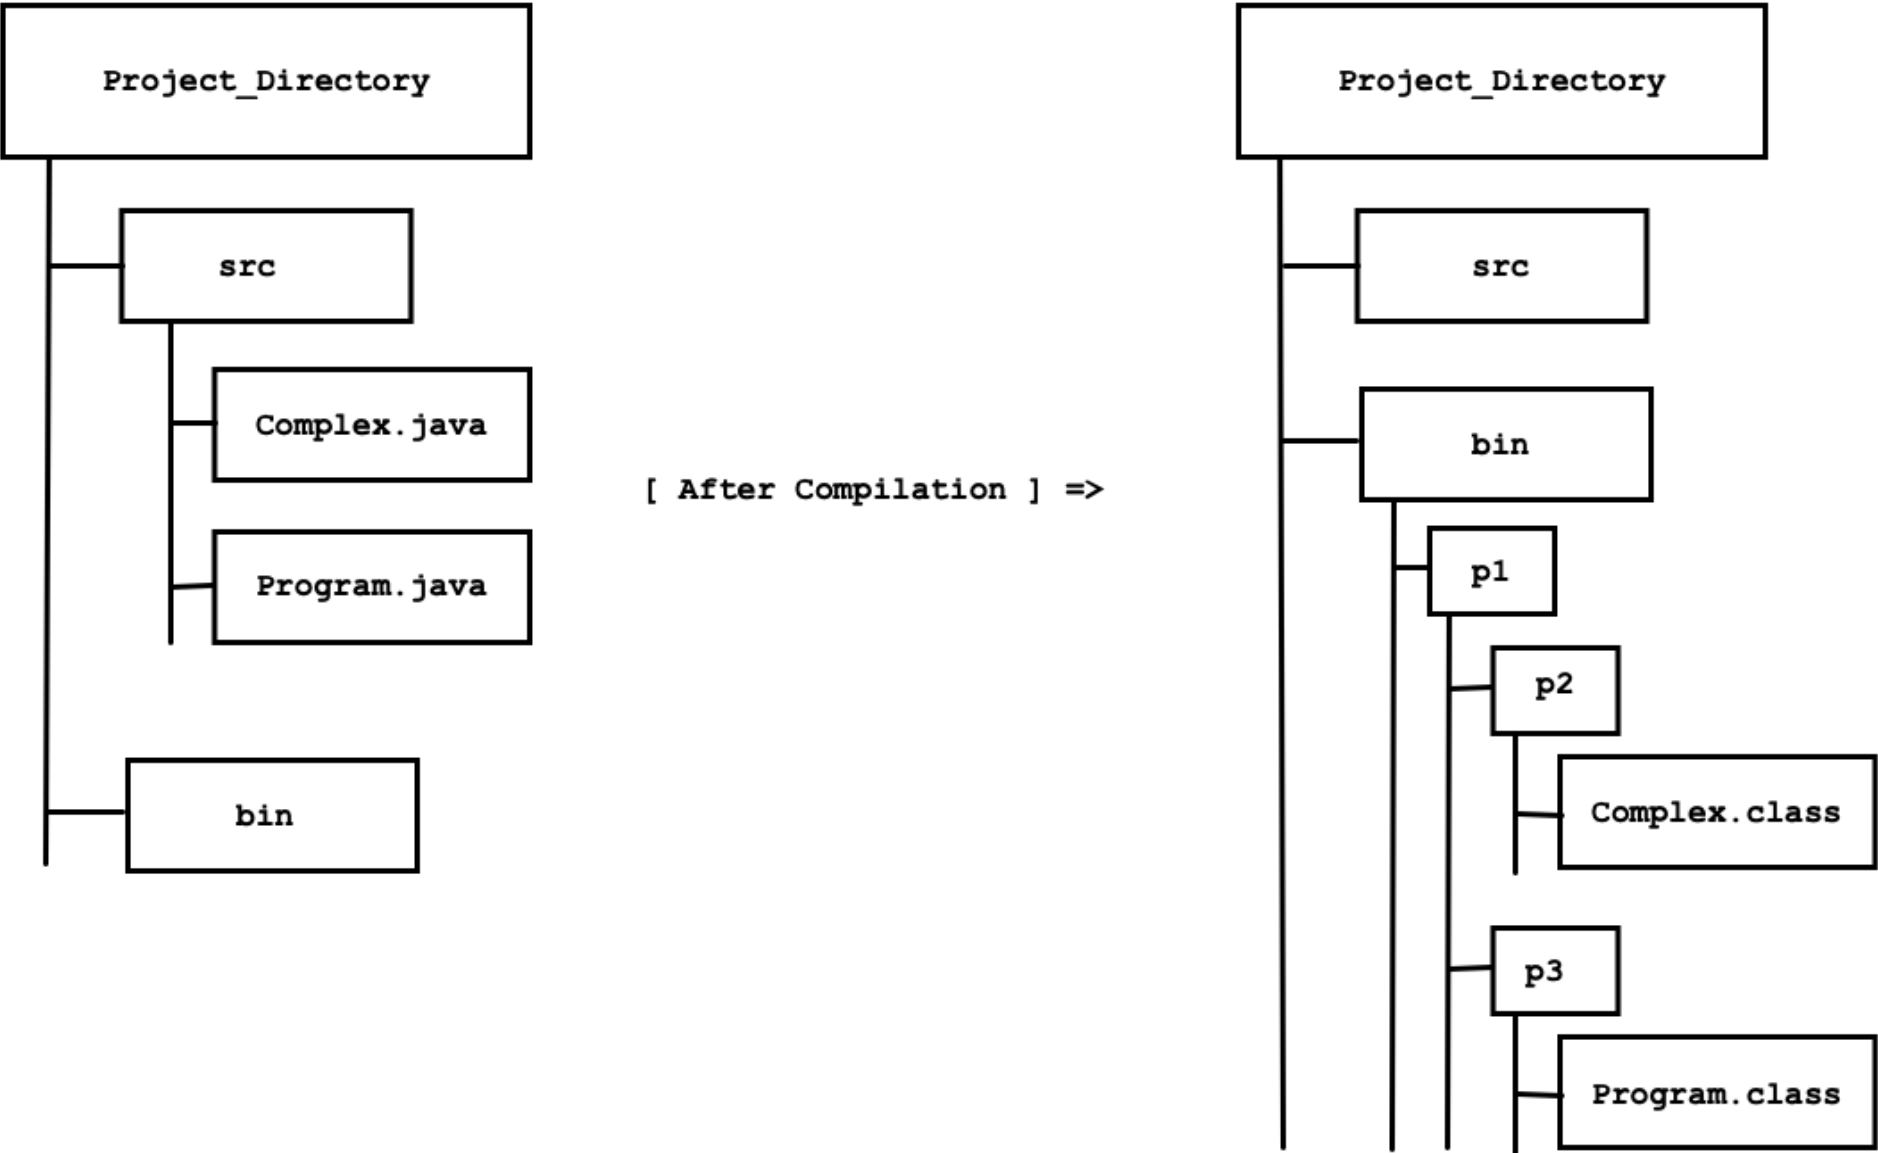 Project_Directory
src
Complex.java
Program.java
bin
[ After Compilation ] =>
Project_Directory
src
bin
p1
p2
Complex.class
p3
Program.class